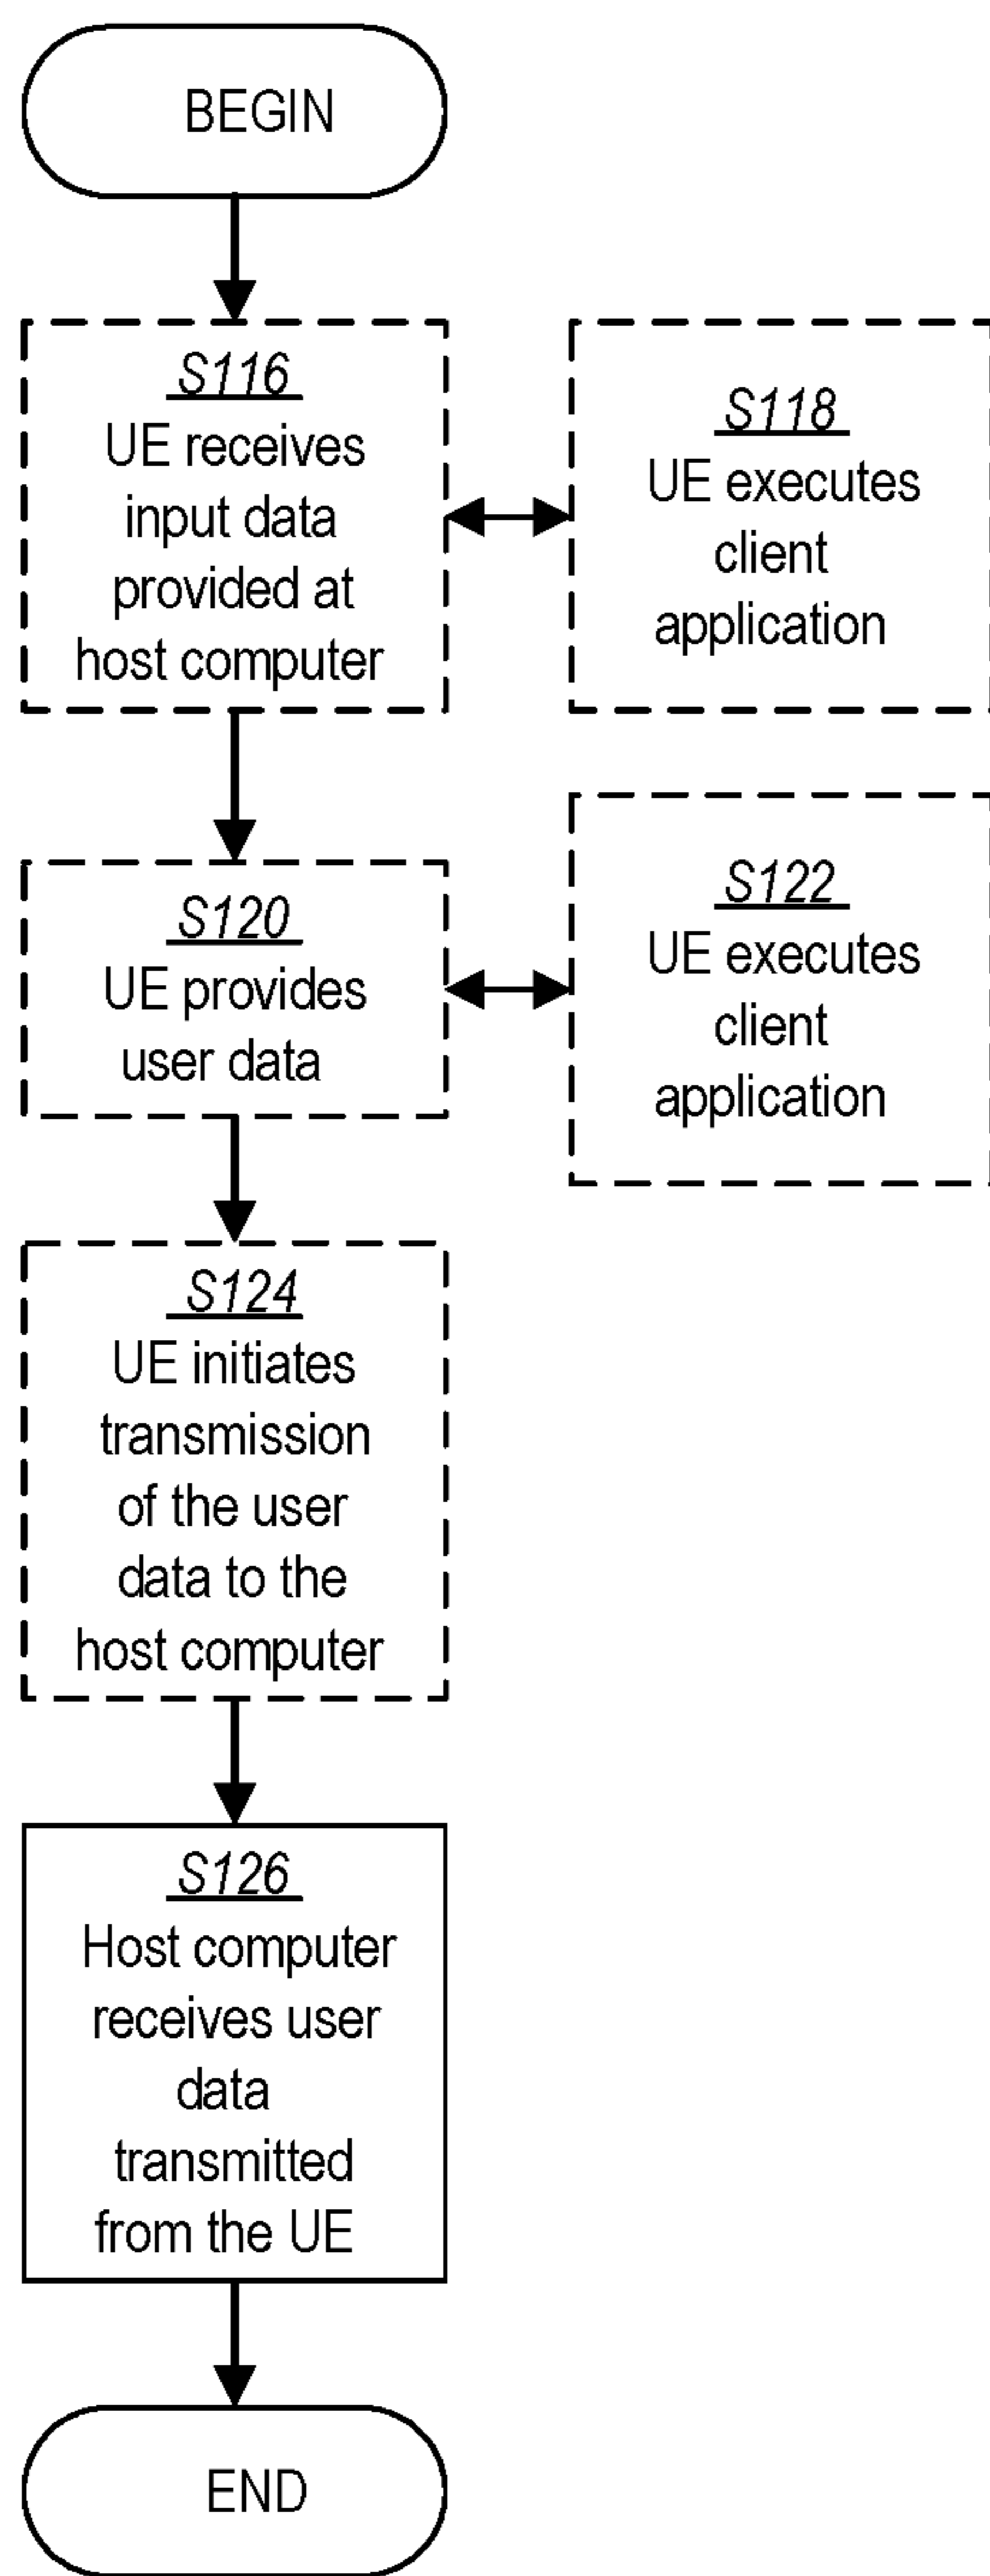 BEGIN
S116
UE receives
input data
provided at
host computer
S118
UE executes
client
application
S120
UE provides
user data
S122
UE executes
client
application
S124
UE initiates
transmission
of the user
data to the
host computer
S126
Host computer
receives user
data
transmitted
from the UE
END